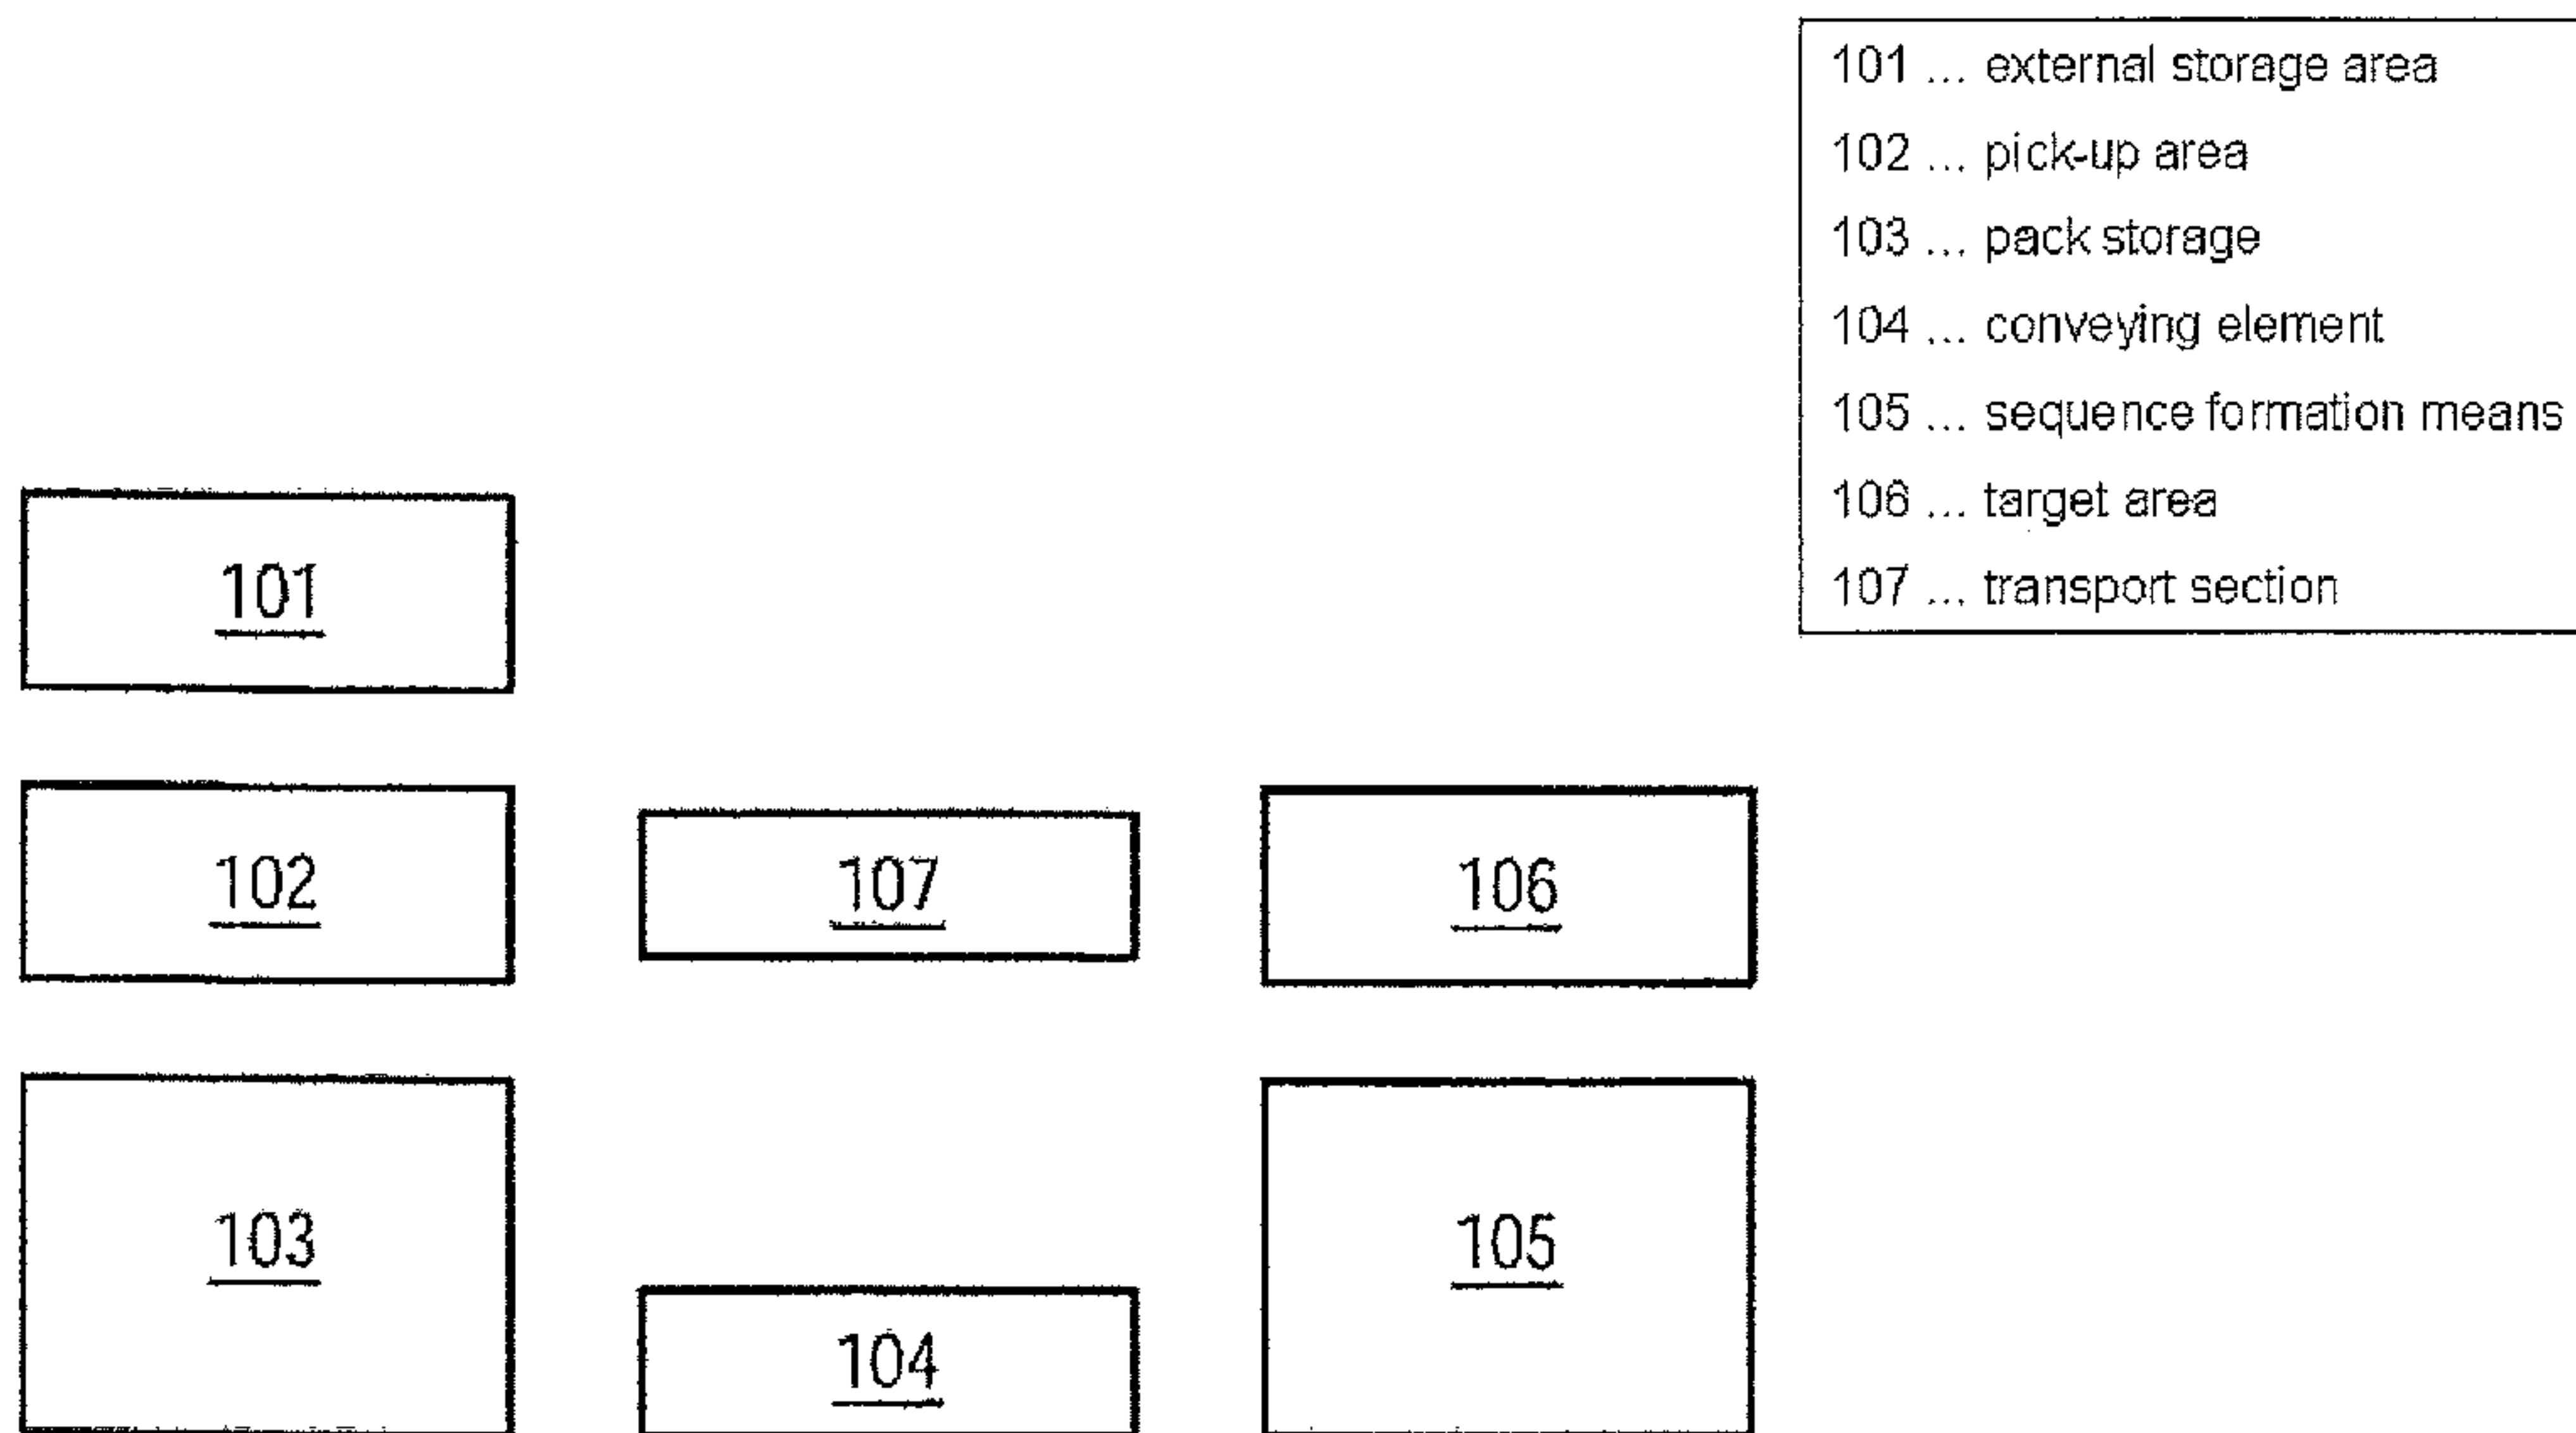 101 ... external storage area
102 ... pick-up area
103 ... pack storage
104 ... conveying element
105 ... sequence formation means
106 ... target area
107 ... transport section
101
102
107
106
103
105
104